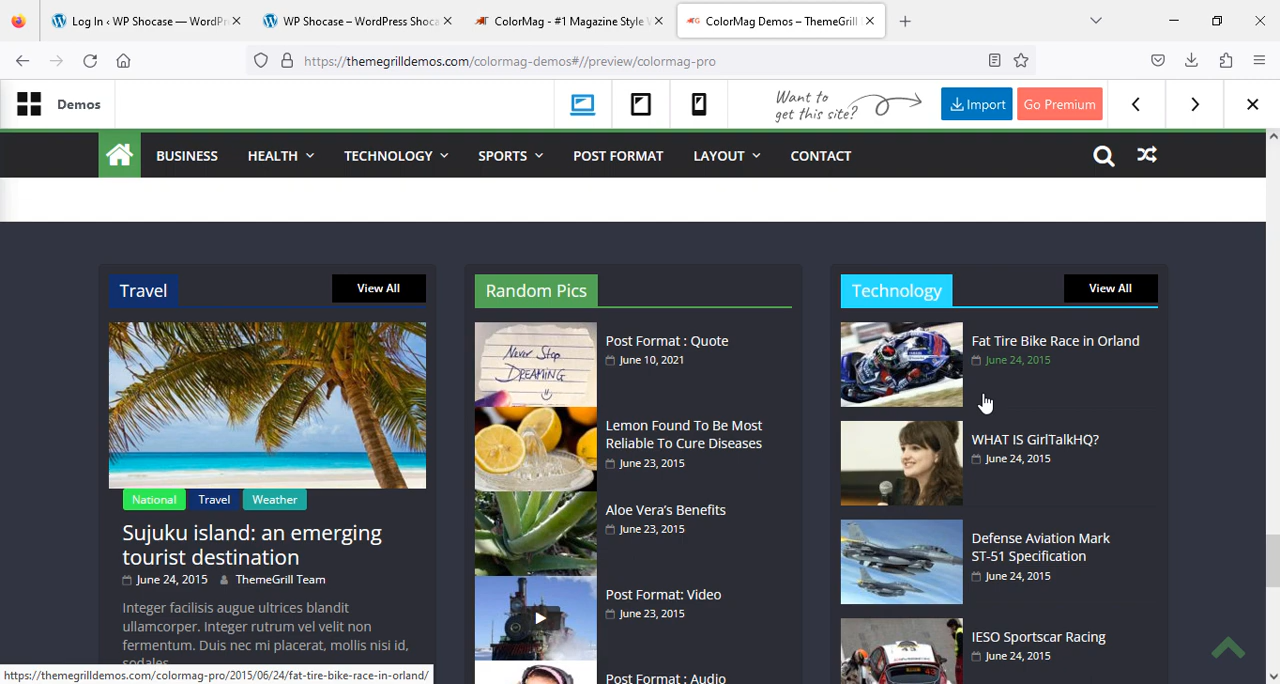 Log In ‹ WP Shocase — WordPr
WP Shocase – WordPress Shoca
ColorMag - #1 Magazine Style
ColorMag Demos – ThemeGrill
https://themegrilldemos.com/colormag-demos#//preview/colormag-pro
Demos
Want to
get this site?
Import
Go Premium
BUSINESS
HEALTH
TECHNOLOGY
SPORTS
POST FORMAT
LAYOUT
CONTACT
Travel
View All
National
Travel
Weather
Sujuku island: an emerging
tourist destination
June 24, 2015
ThemeGrill Team
Integer facilisis augue ultrices blandit
ullamcorper. Integer rutrum vel velit non
fermentum. Duis nec mi placerat, mollis nisi id,
sodales
Random Pics
Never Stop
DREAMING
Post Format : Quote
June 10, 2021
Lemon Found To Be Most
Reliable To Cure Diseases
June 23, 2015
Aloe Vera's Benefits
June 23, 2015
Post Format: Video
June 23, 2015
Post Format : Audio
Technology
View All
Fat Tire Bike Race in Orland
June 24, 2015
WHAT IS GirlTalkHQ?
June 24, 2015
Defense Aviation Mark
ST-51 Specification
June 24, 2015
IESO Sportscar Racing
June 24, 2015
https://themegrilldemos.com/colormag-pro/2015/06/24/fat-tire-bike-race-in-orland/